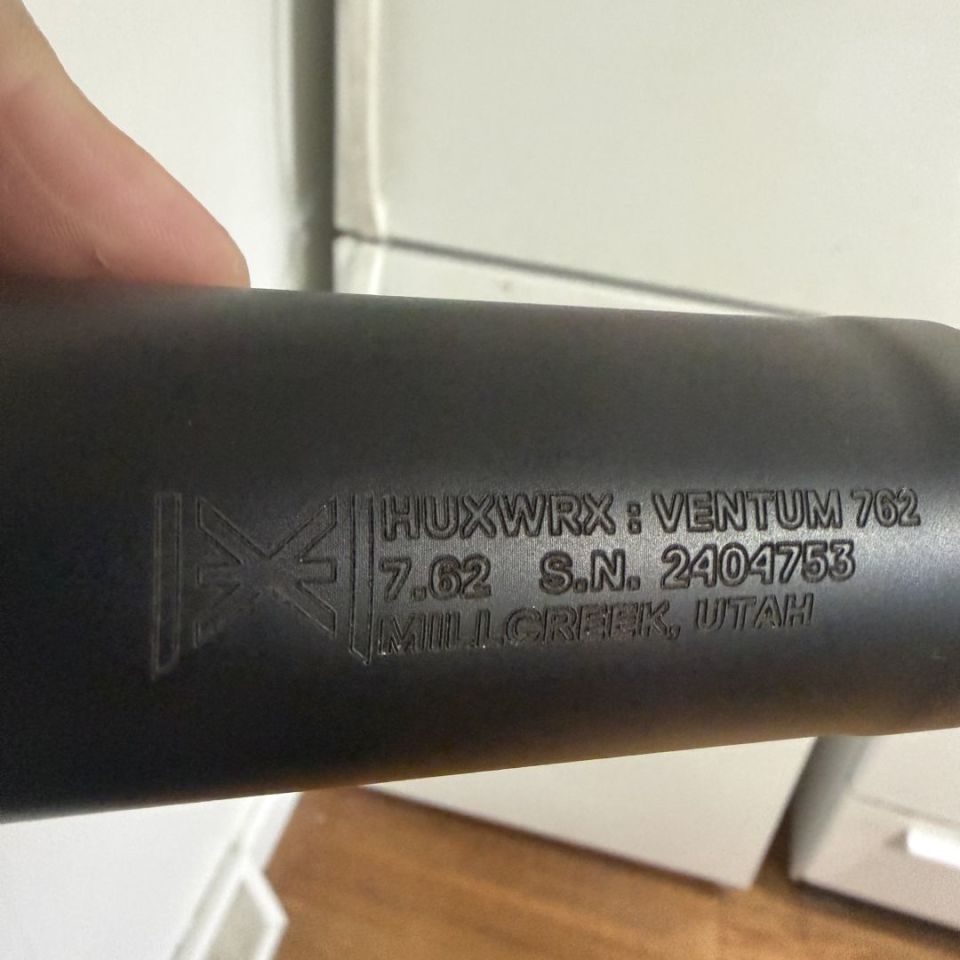 HUXWRX : VENTUM 762
7.62 S.N. 2404753
MILLCREEK, UTAH